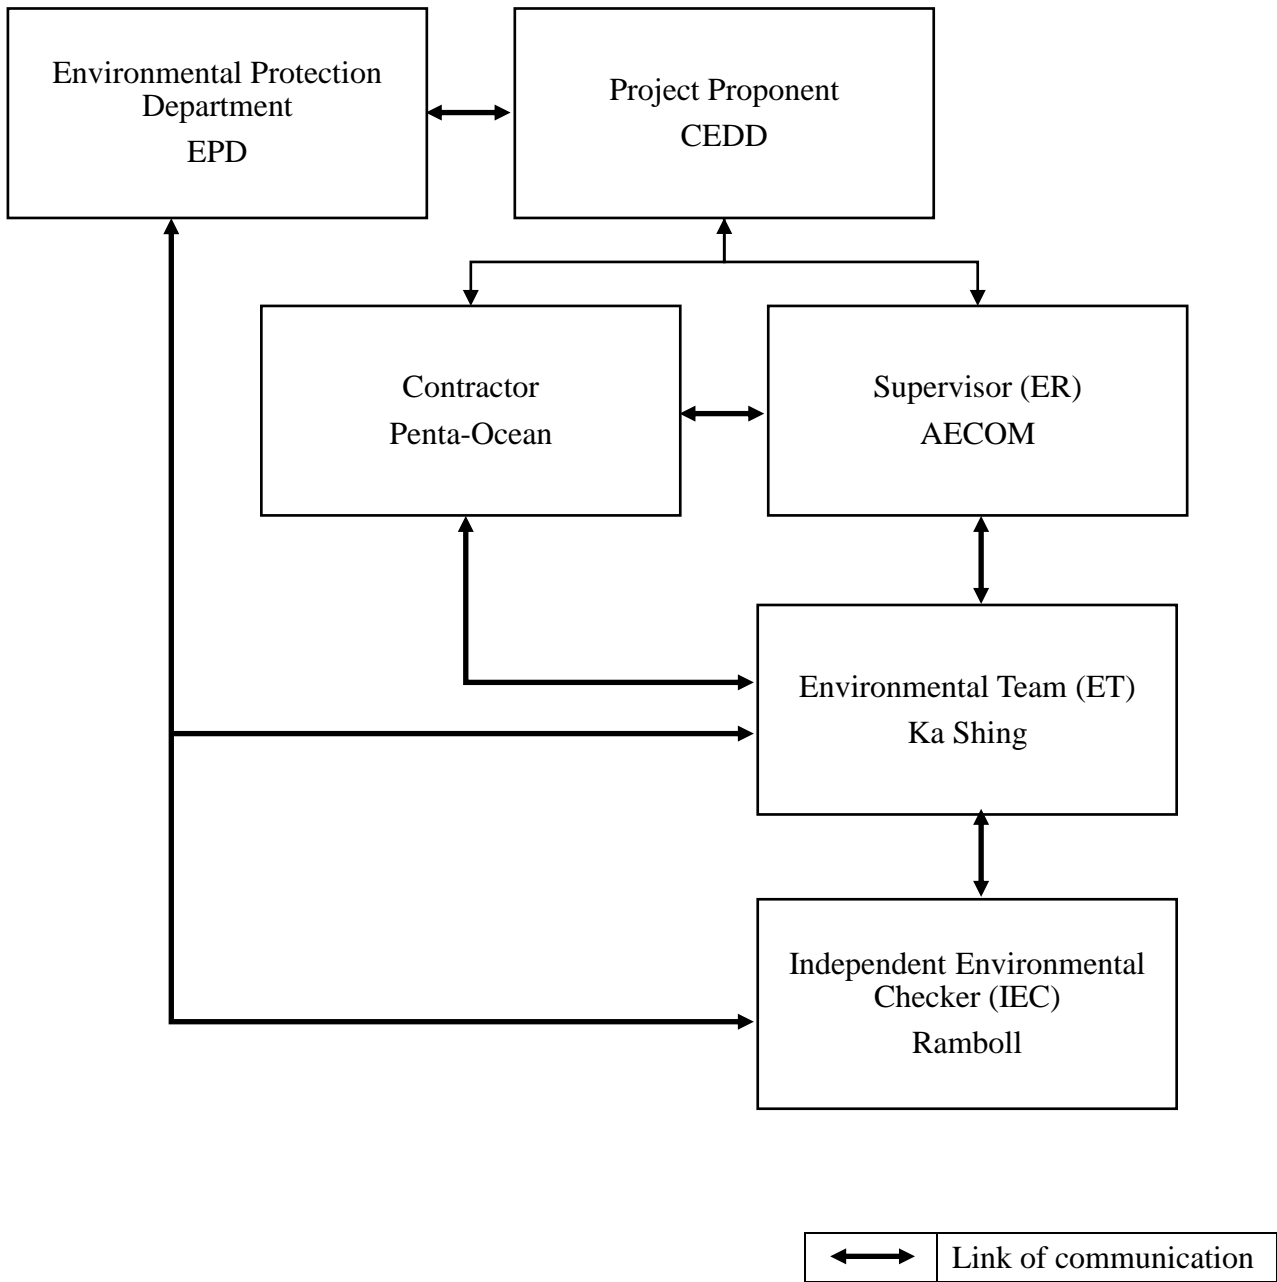 Environmental Protection
Department
EPD
Project Proponent
CEDD
Contractor
Penta-Ocean
Supervisor (ER)
AECOM
Environmental Team (ET)
Ka Shing
Independent Environmental
Checker (IEC)
Ramboll
Link of communication